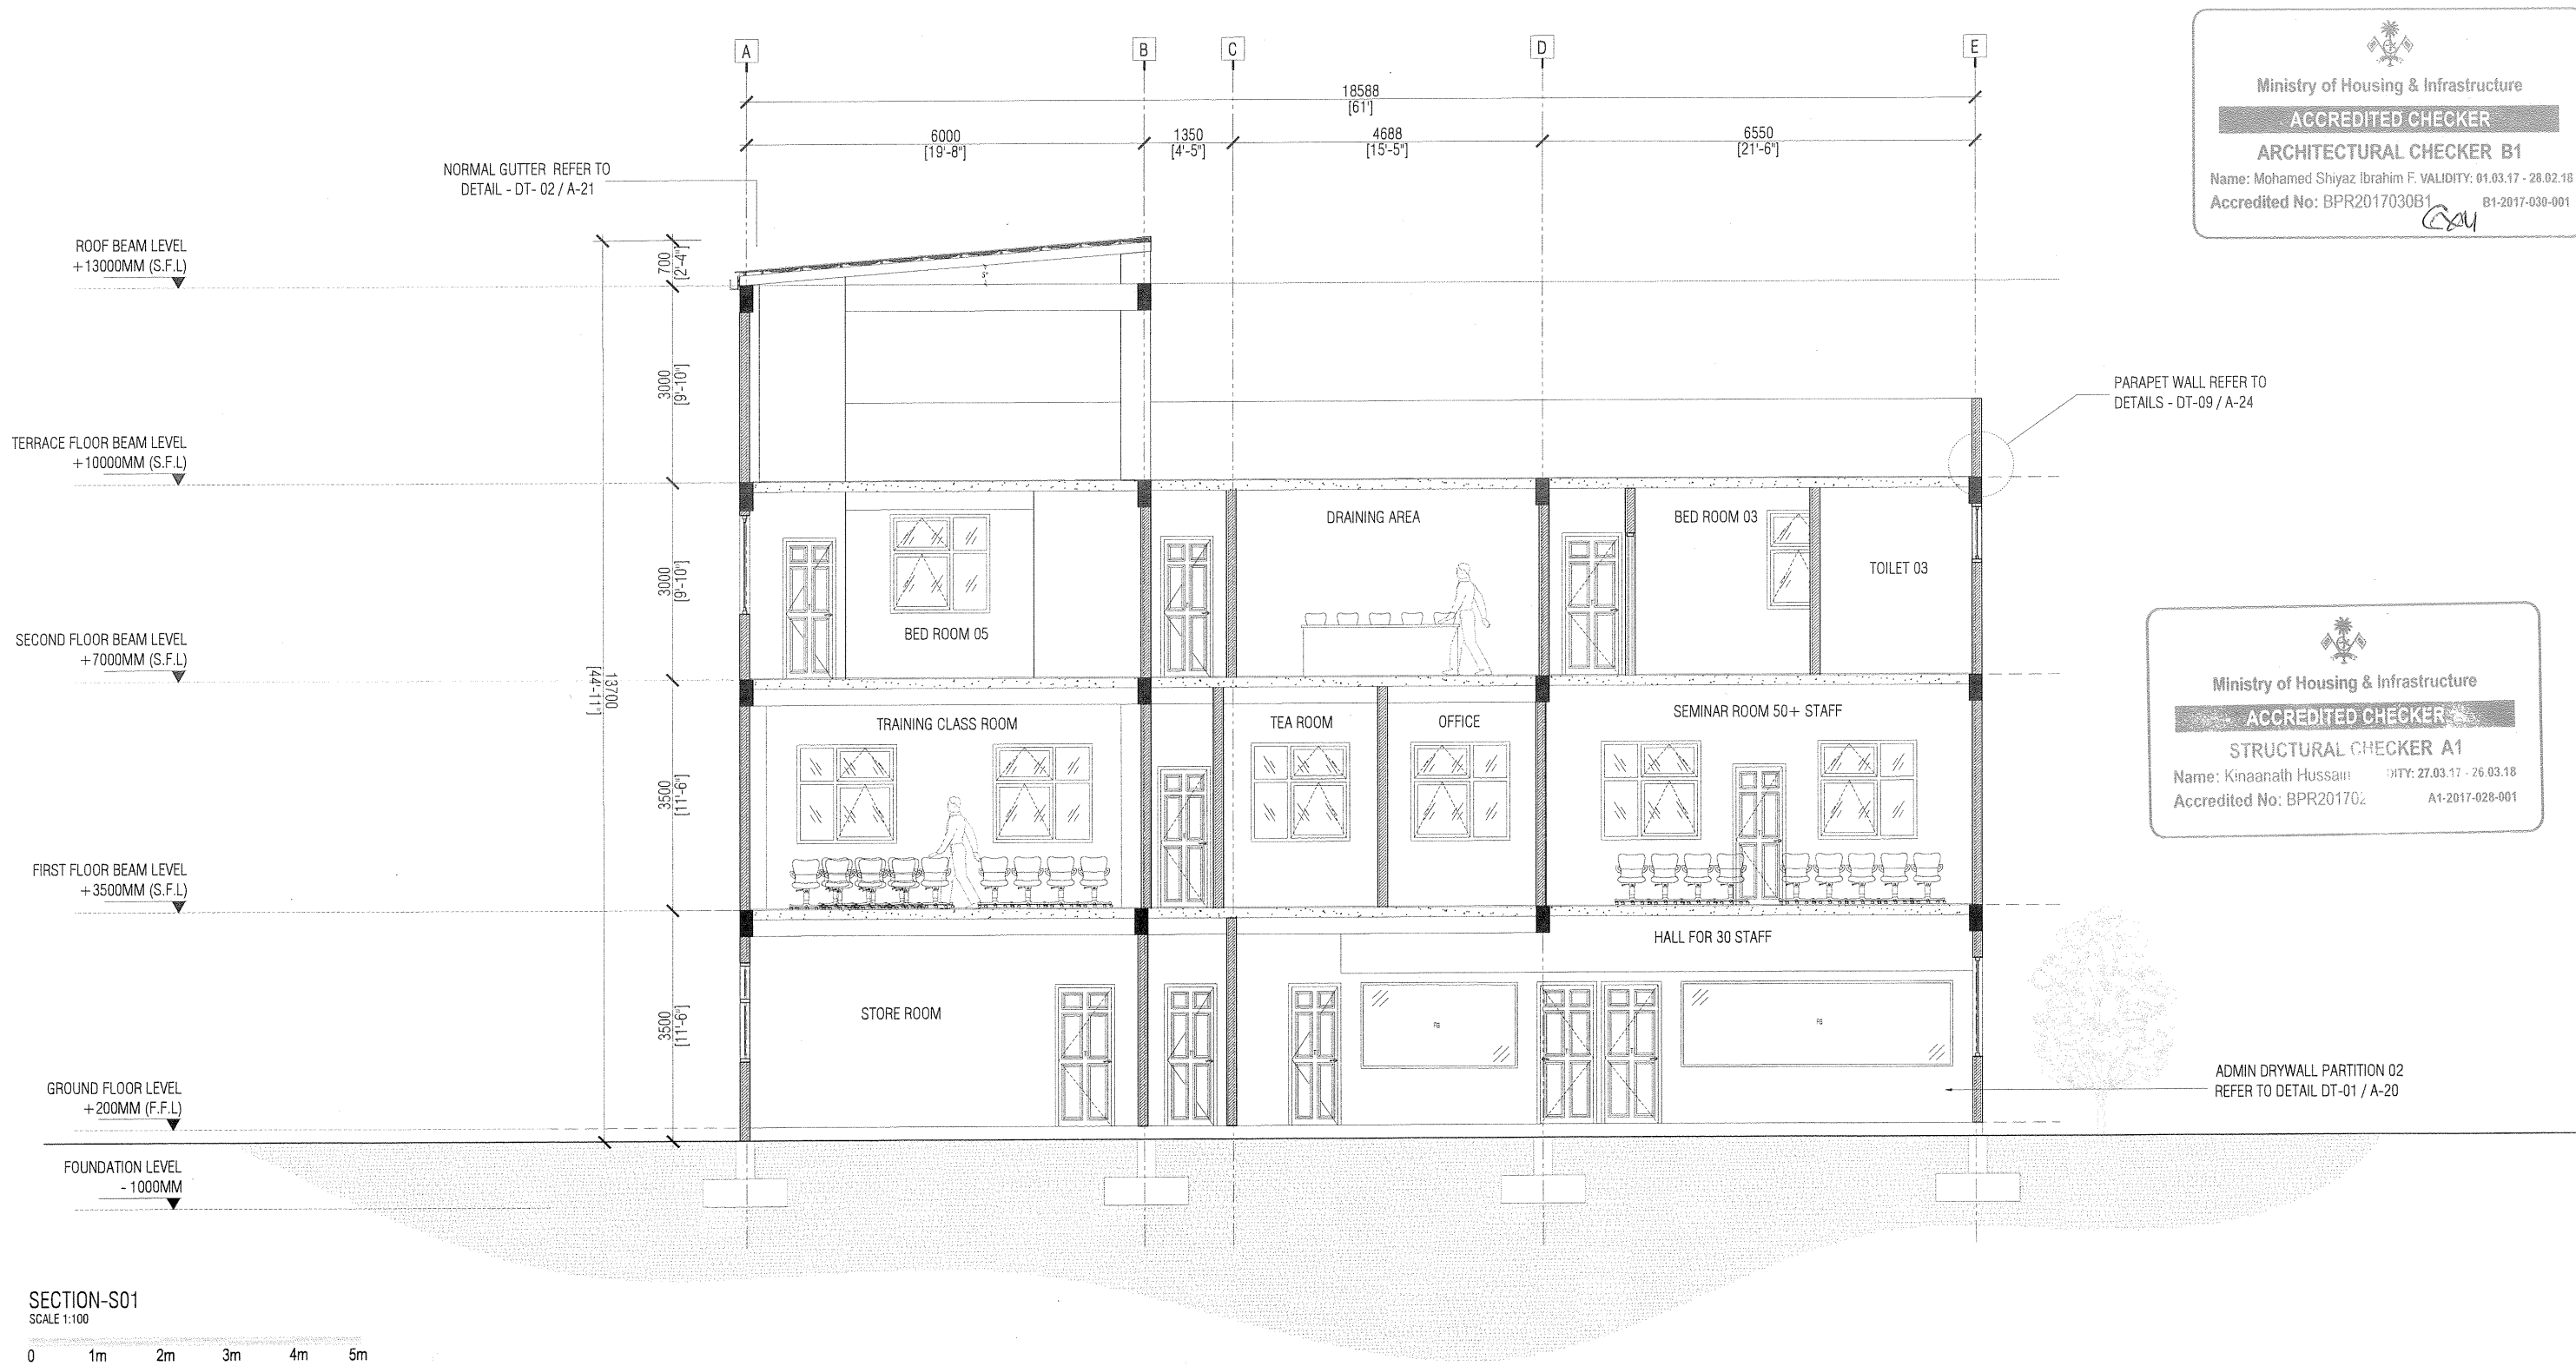 A
B
C
D
E
18588
[61']
6000
[19'-8"]
1350
[4'-5"]
4688
[15'-5"]
6550
[21'-6"]
Ministry of Housing & Infrastructure
ACCREDITED CHECKER
ARCHITECTURAL CHECKER B1
Name: Mohamed Shiyaz Ibrahim F. VALIDITY: 01.03.17 - 28.02.18
Accredited No: BPR2017030B1 B1-2017-030-001
NORMAL GUTTER REFER TO
DETAIL - DT- 02 / A-21
ROOF BEAM LEVEL
+13000MM (S.F.L)
700
[2'-4"]
5°
3000
[9'-10"]
PARAPET WALL REFER TO
DETAILS - DT-09 / A-24
TERRACE FLOOR BEAM LEVEL
+10000MM (S.F.L)
DRAINING AREA
BED ROOM 03
TOILET 03
3000
[9'-10"]
BED ROOM 05
SECOND FLOOR BEAM LEVEL
+7000MM (S.F.L)
13700
[44'-11"]
Ministry of Housing & Infrastructure
ACCREDITED CHECKER
STRUCTURAL CHECKER A1
Name: Kinaanath Hussain DITY: 27.03.17 - 26.03.18
Accredited No: BPR201702 A1-2017-028-001
TRAINING CLASS ROOM
TEA ROOM
OFFICE
SEMINAR ROOM 50+ STAFF
3500
[11'-6"]
FIRST FLOOR BEAM LEVEL
+3500MM (S.F.L)
HALL FOR 30 STAFF
STORE ROOM
3500
[11'-6"]
FG
FG
ADMIN DRYWALL PARTITION 02
REFER TO DETAIL DT-01 / A-20
GROUND FLOOR LEVEL
+200MM (F.F.L)
FOUNDATION LEVEL
- 1000MM
SECTION-S01
SCALE 1:100
0 1m 2m 3m 4m 5m